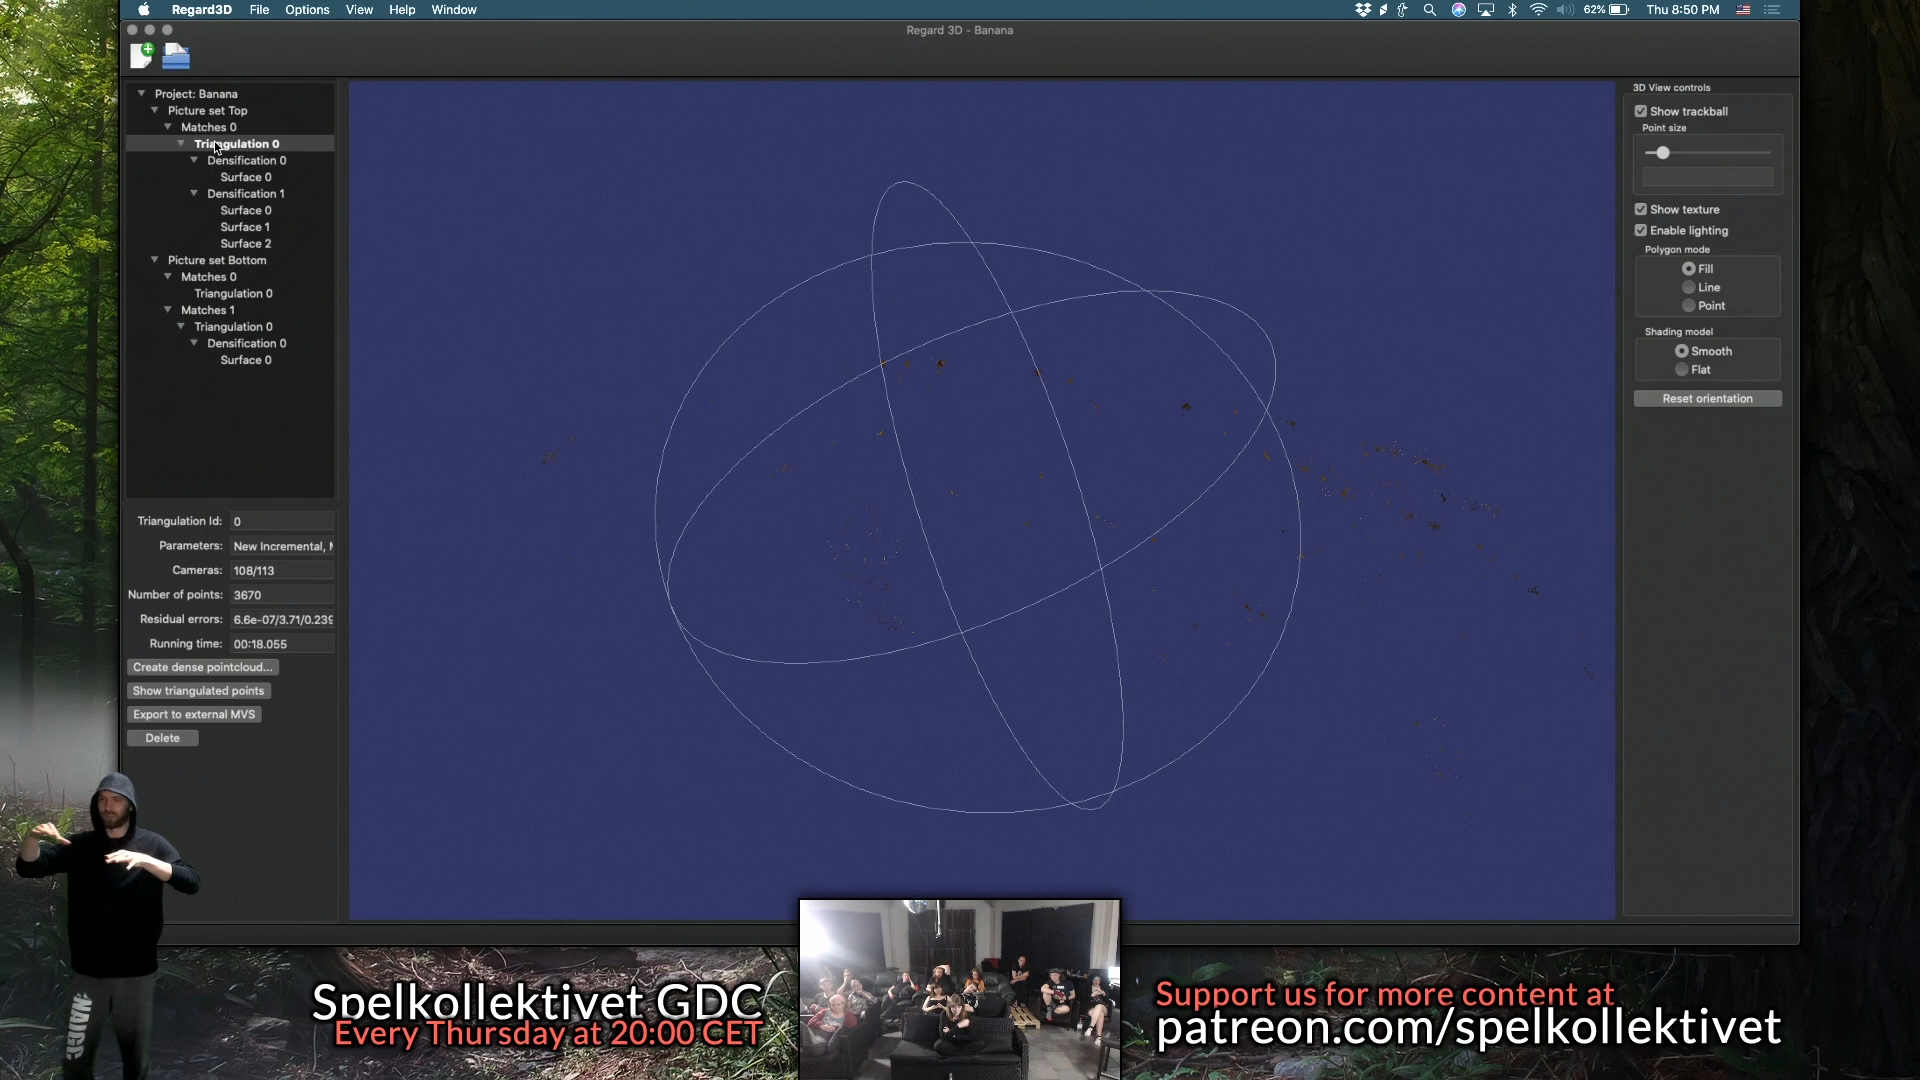 Regard3D File Options View Help Window
62% Thu 8:50 PM
Regard 3D - Banana
Project: Banana
Picture set Top
Matches 0
Triangulation 0
Densification 0
Surface 0
Densification 1
Surface 0
Surface 1
Surface 2
Picture set Bottom
Matches 0
Triangulation 0
Matches 1
Triangulation 0
Densification 0
Surface 0
Triangulation Id: 0
Parameters: New Incremental,
Cameras: 108/113
Number of points: 3670
Residual errors: 6.6e-07/3.71/0.239
Running time: 00:18.055
Create dense pointcloud...
Show triangulated points
Export to external MVS
Delete
3D View controls
Show trackball
Point size
Show texture
Enable lighting
Polygon mode
Fill
Line
Point
Shading model
Smooth
Flat
Reset orientation
Spelkollektivet GDC
Every Thursday at 20:00 CET
Support us for more content at
patreon.com/spelkollektivet